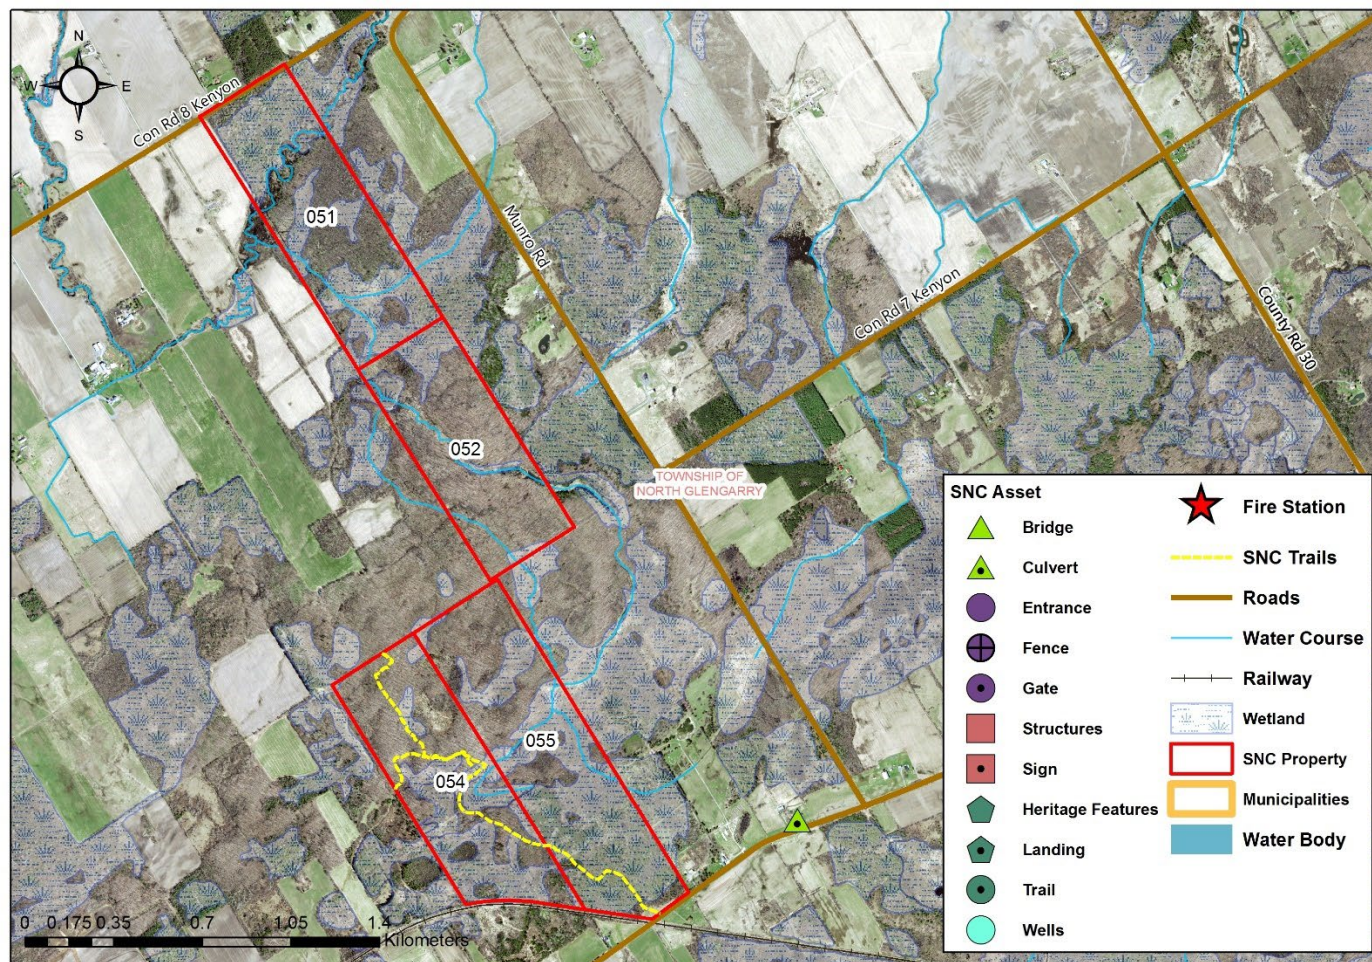 N
W
E
S
Con Rd 8 Kenyon
051
Munro Rd
Con Rd 7 Kenyon
County Rd 30
052
TOWNSHIP OF
NORTH GLENGARRY
055
054
0 0.175 0.35 0.7 1.05 1.4
Kilometers
SNC Asset
Bridge
Culvert
Entrance
Fence
Gate
Structures
Sign
Heritage Features
Landing
Trail
Wells
Fire Station
SNC Trails
Roads
Water Course
Railway
Wetland
SNC Property
Municipalities
Water Body